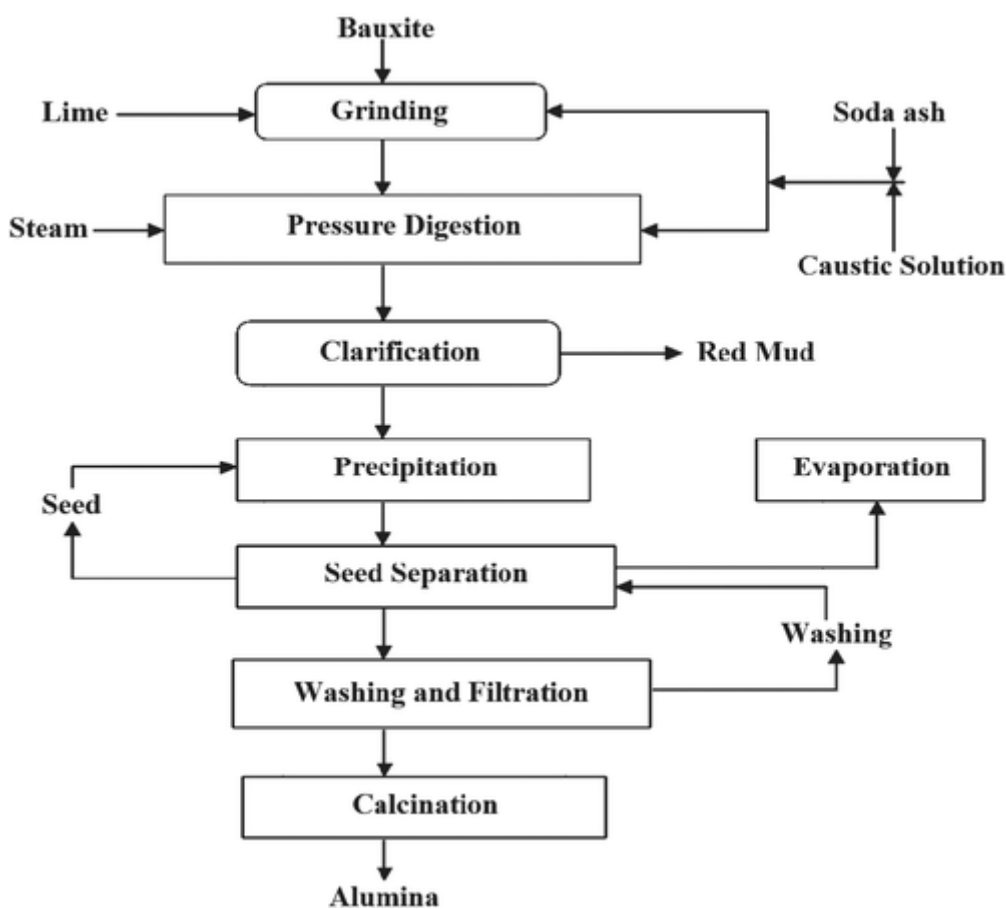 Bauxite
Lime
Grinding
Soda ash
Steam
Pressure Digestion
Caustic Solution
Clarification
Red Mud
Precipitation
Evaporation
Seed
Seed Separation
Washing
Washing and Filtration
Calcination
Alumina